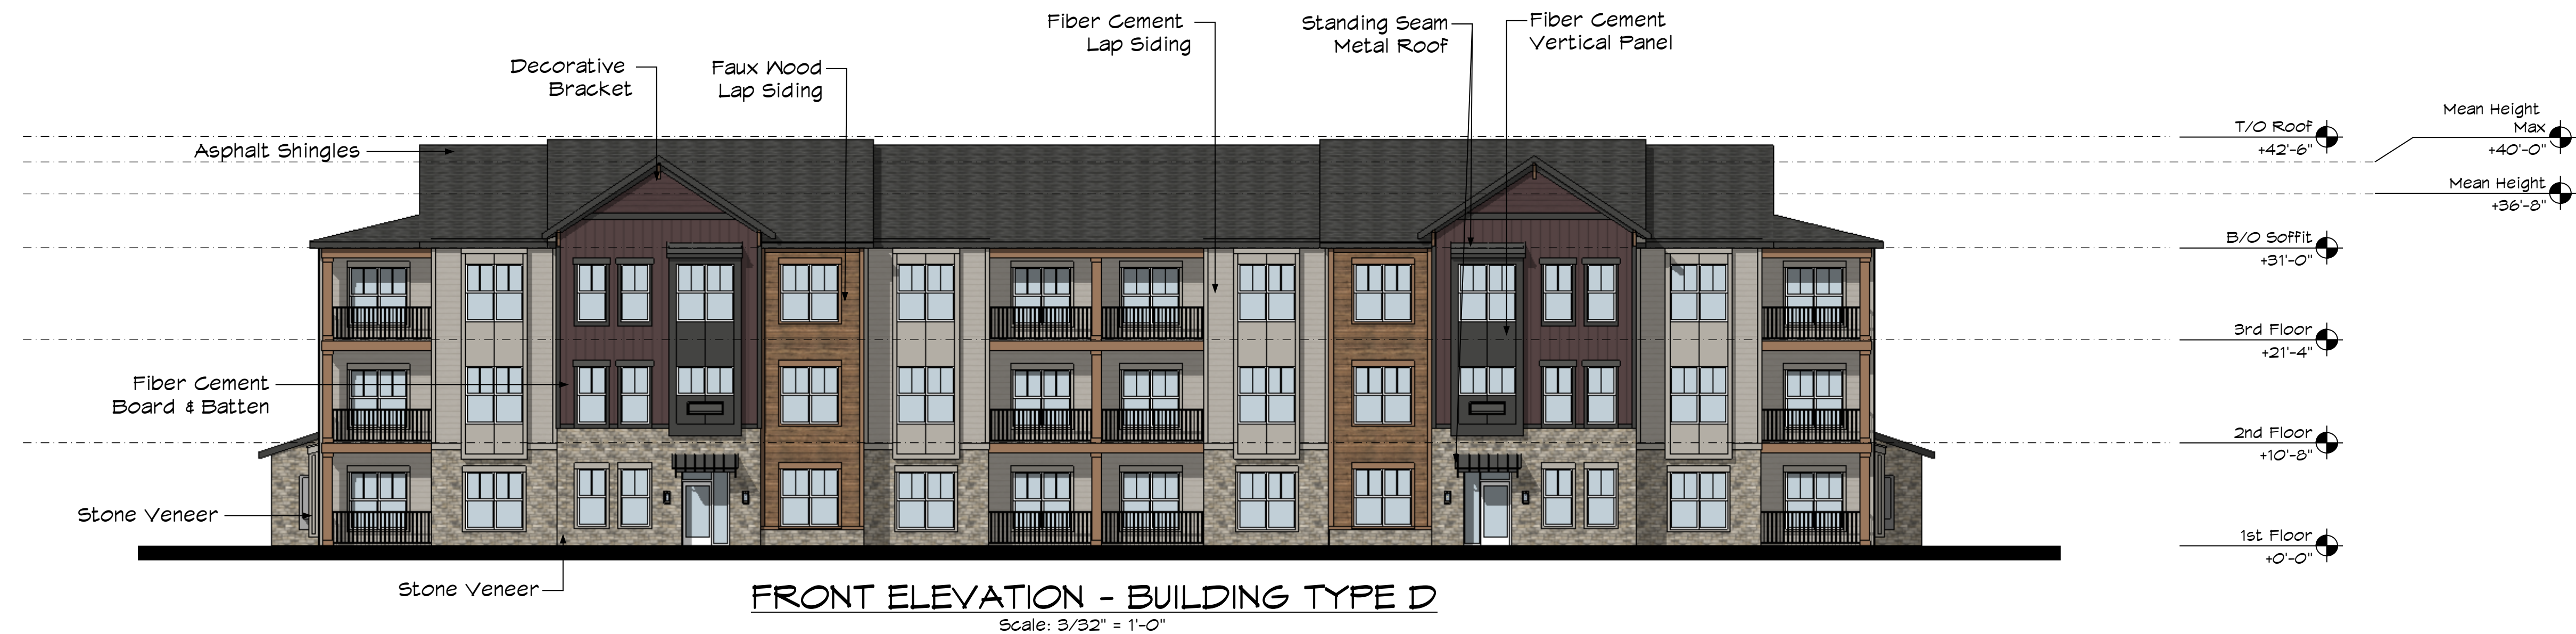 Fiber Cement
Lap Siding
Standing Seam
Metal Roof
Fiber Cement
Vertical Panel
Decorative
Bracket
Faux Wood
Lap Siding
Asphalt Shingles
T/O Roof
+42'-6"
Mean Height
Max
+40'-0"
Mean Height
+36'-8"
B/O Soffit
+31'-0"
3rd Floor
+21'-4"
Fiber Cement
Board & Batten
2nd Floor
+10'-8"
Stone Veneer
1st Floor
+0'-0"
Stone Veneer
FRONT ELEVATION - BUILDING TYPE D
Scale: 3/32" = 1'-0"